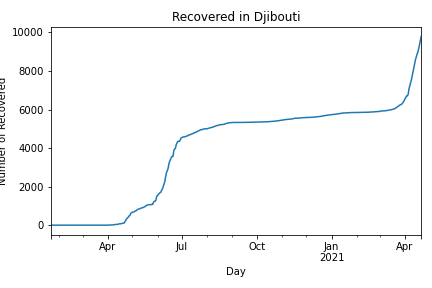 Recovered in Djibouti
Number of Recovered
10000
8000
6000
4000
2000
0
Apr
Jul
Oct
Jan
2021
Apr
Day